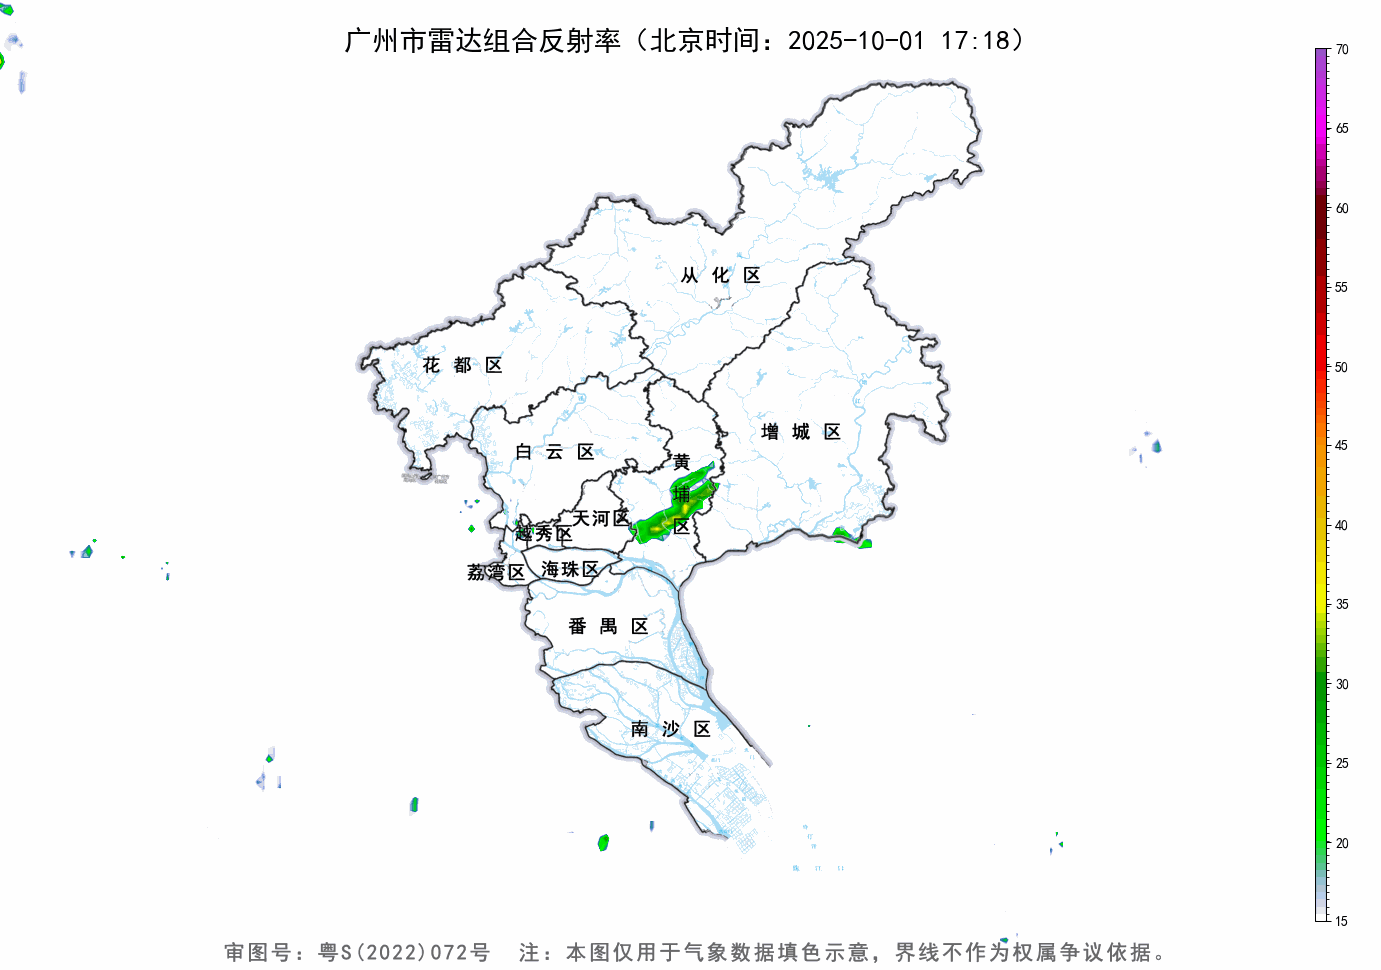 广州市雷达组合反射率（北京时间：2025-10-01 17:18）
70
65
60
55
50
45
40
35
30
25
20
15
从化区
花都区
增城区
白云区
黄埔区
天河区
越秀区
荔湾区
海珠区
番禺区
南沙区
审图号：粤S(2022)072号 注：本图仅用于气象数据填色示意，界线不作为权属争议依据。